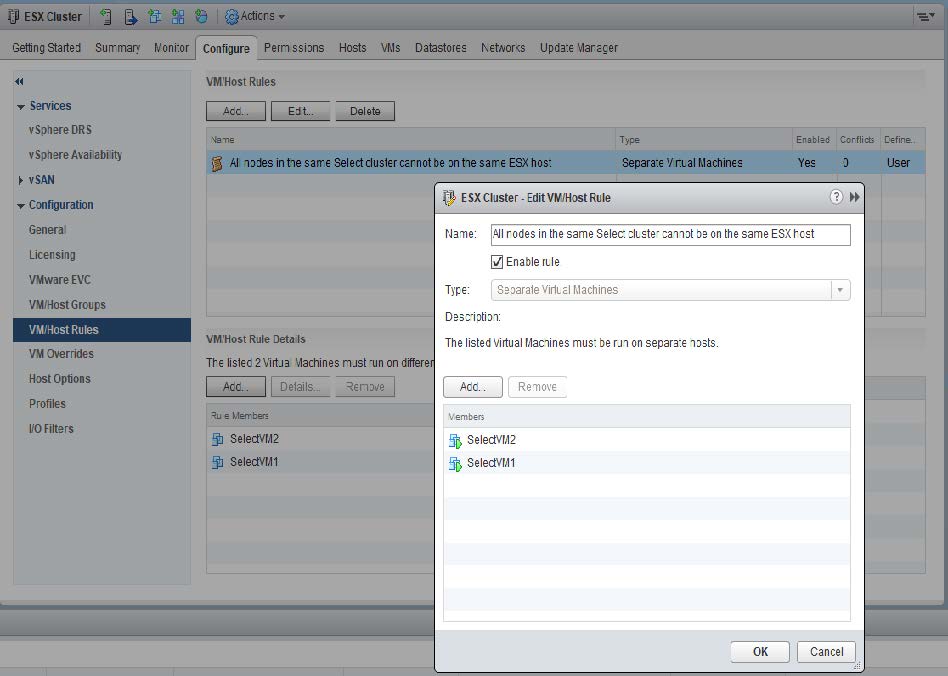 ESX Cluster Actions
Getting Started Summary Monitor Configure Permissions Hosts VMs Datastores Networks Update Manager
Services
vSphere DRS
vSphere Availability
vSAN
Configuration
General
Licensing
VMware EVC
VM/Host Groups
VM/Host Rules
VM Overrides
Host Options
Profiles
I/O Filters
VM/Host Rules
Add... Edit... Delete
Name Type Enabled Conflicts Define...
All nodes in the same Select cluster cannot be on the same ESX host Separate Virtual Machines Yes 0 User
VM/Host Rule Details
The listed 2 Virtual Machines must run on differen
Add... Details... Remove
Rule Members
SelectVM2
SelectVM1
ESX Cluster - Edit VM/Host Rule ?
Name: All nodes in the same Select cluster cannot be on the same ESX host
Enable rule.
Type: Separate Virtual Machines
Description:
The listed Virtual Machines must be run on separate hosts.
Add... Remove
Members
SelectVM2
SelectVM1
OK Cancel